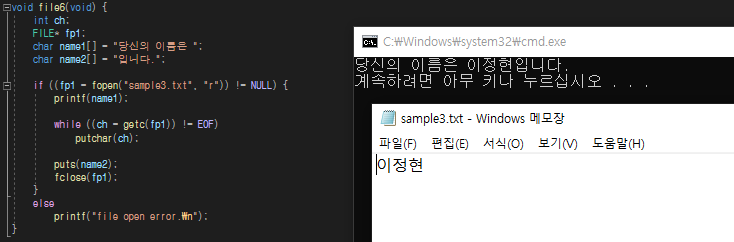 void file6(void) {
int ch;
FILE* fp1;
char name1[] = "당신의 이름은 ";
char name2[] = "입니다.";
if ((fp1 = fopen("sample3.txt", "r")) != NULL) {
printf(name1);
while ((ch = getc(fp1)) != EOF)
putchar(ch);
puts(name2);
fclose(fp1);
}
else
printf("file open error.₩n");
}
C:₩Windows₩system32₩cmd.exe
당신의 이름은 이정현입니다.
계속하려면 아무 키나 누르십시오 . . .
sample3.txt - Windows 메모장
파일(F) 편집(E) 서식(O) 보기(V) 도움말(H)
이정현